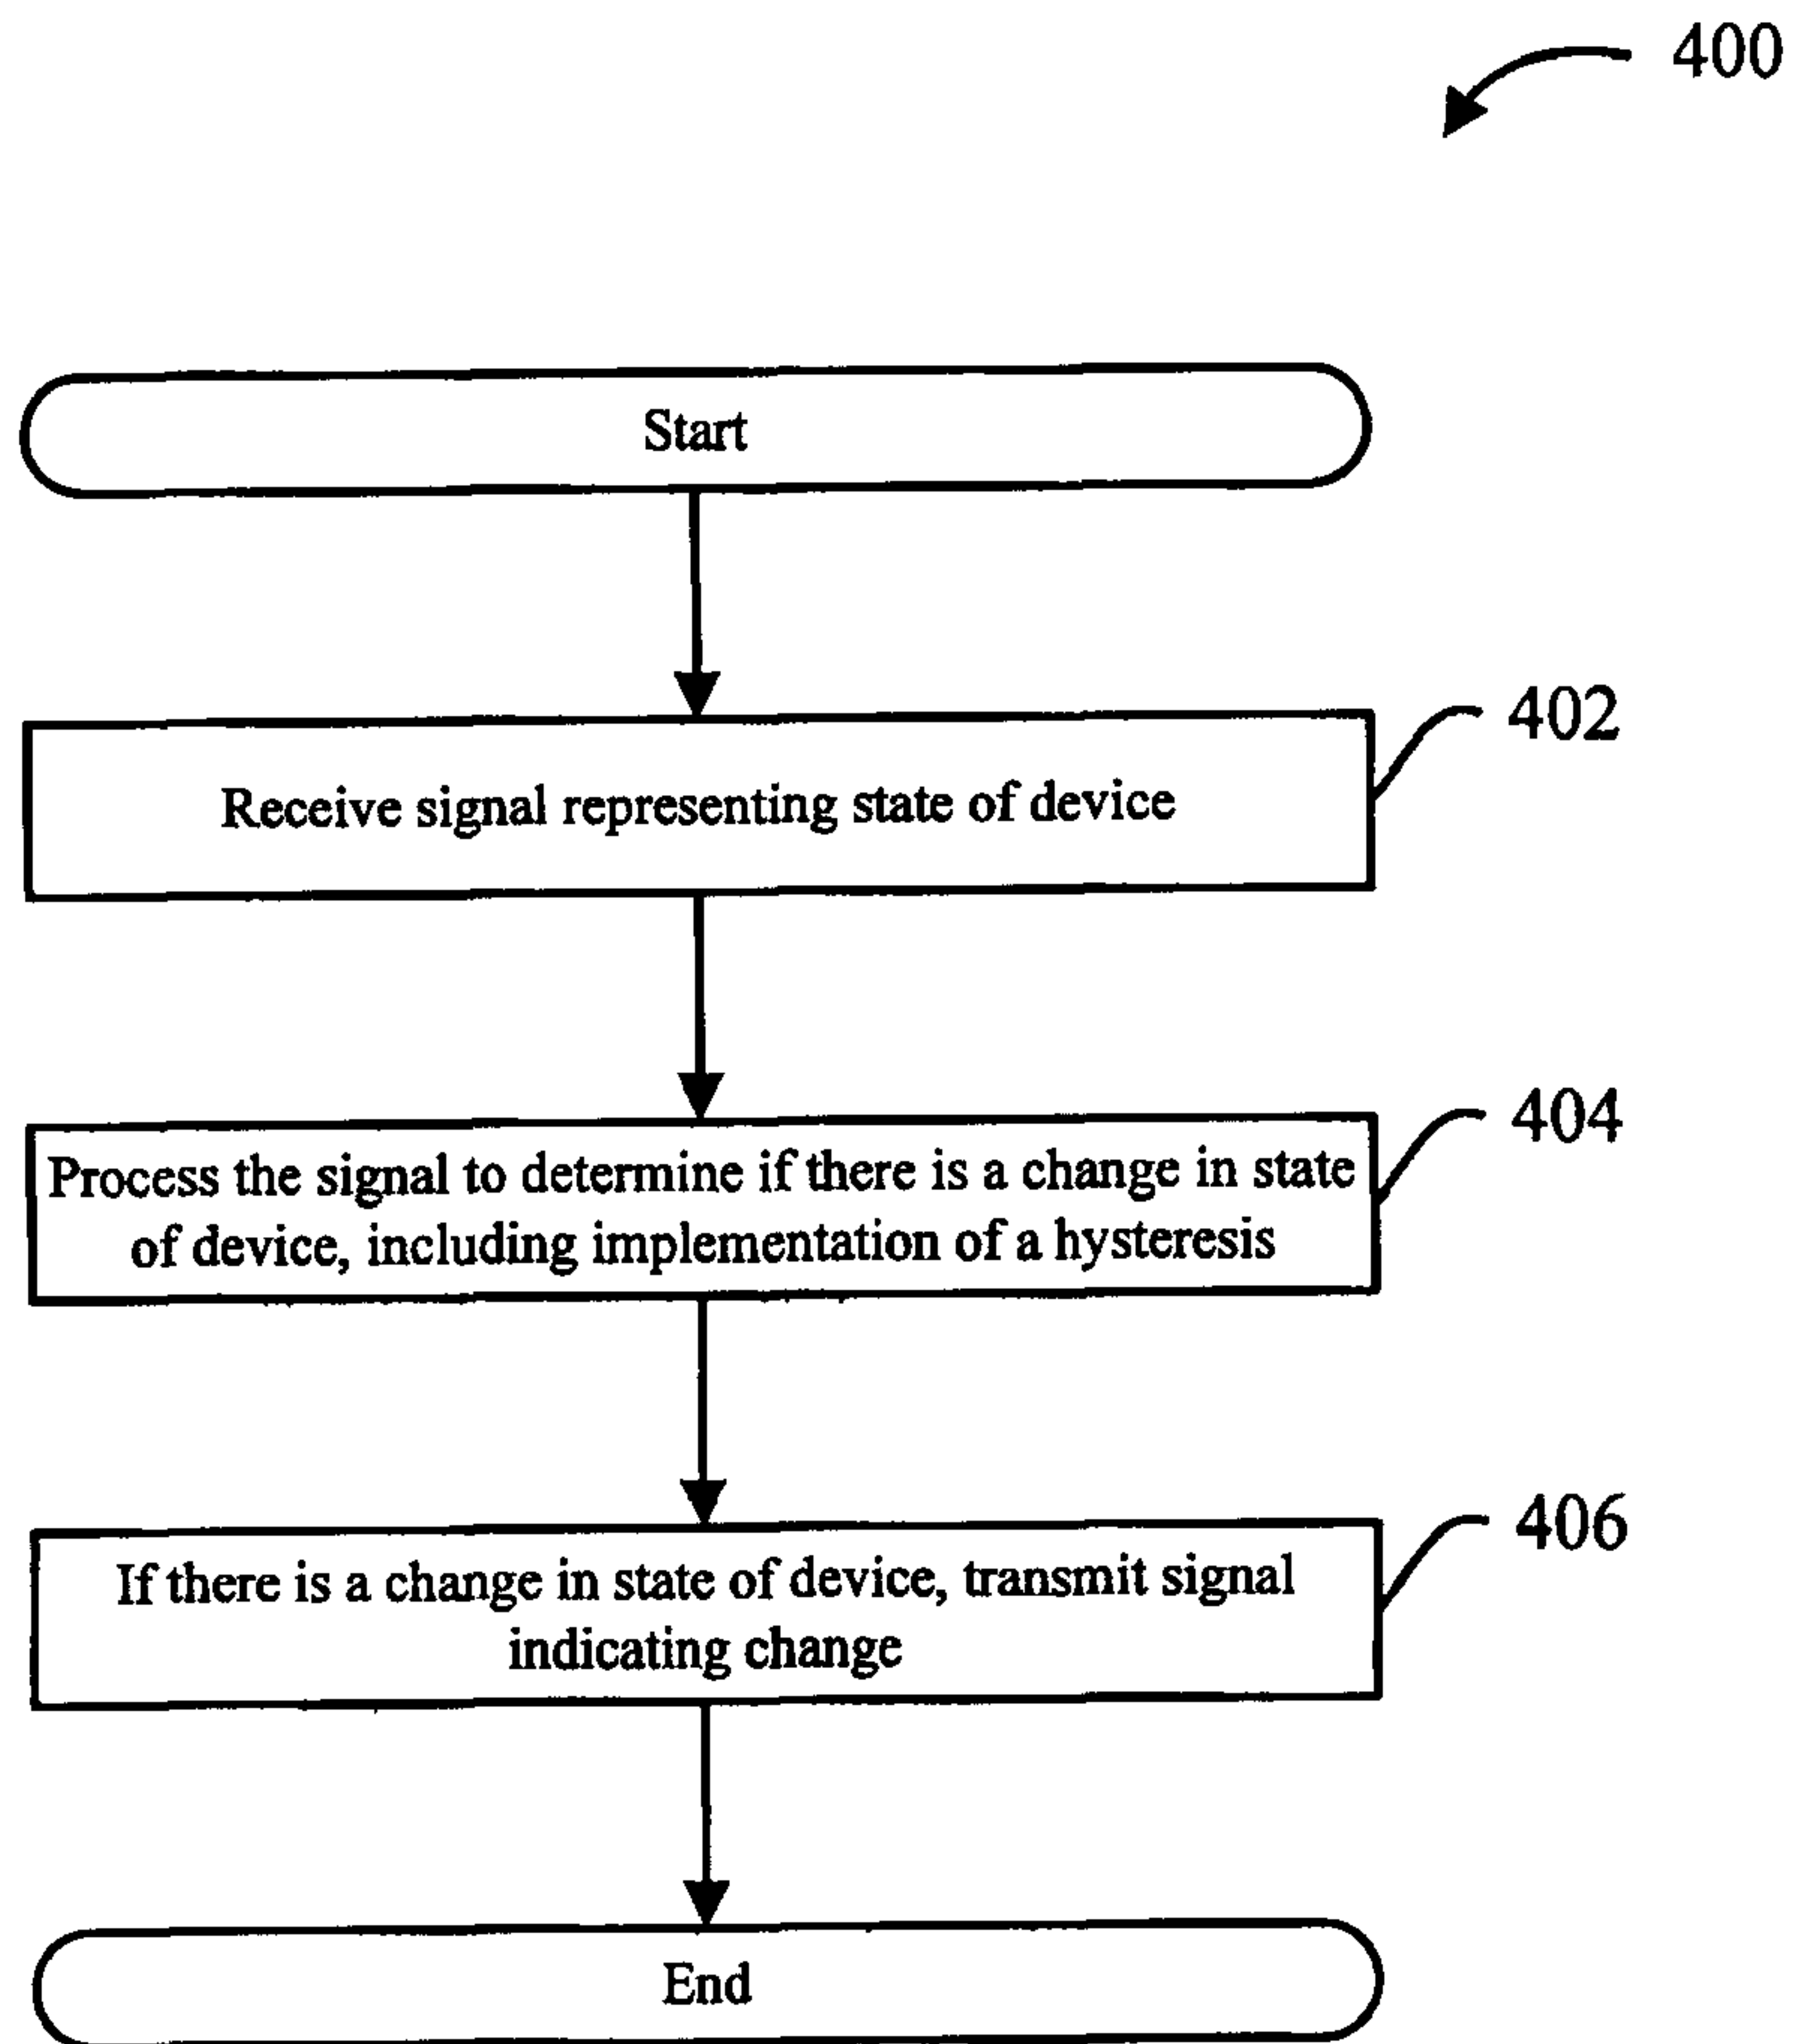 400
Start
402
Receive signal representing state of device
404
Process the signal to determine if there is a change in state
of device, including implementation of a hysteresis
406
If there is a change in state of device, transmit signal
indicating change
End